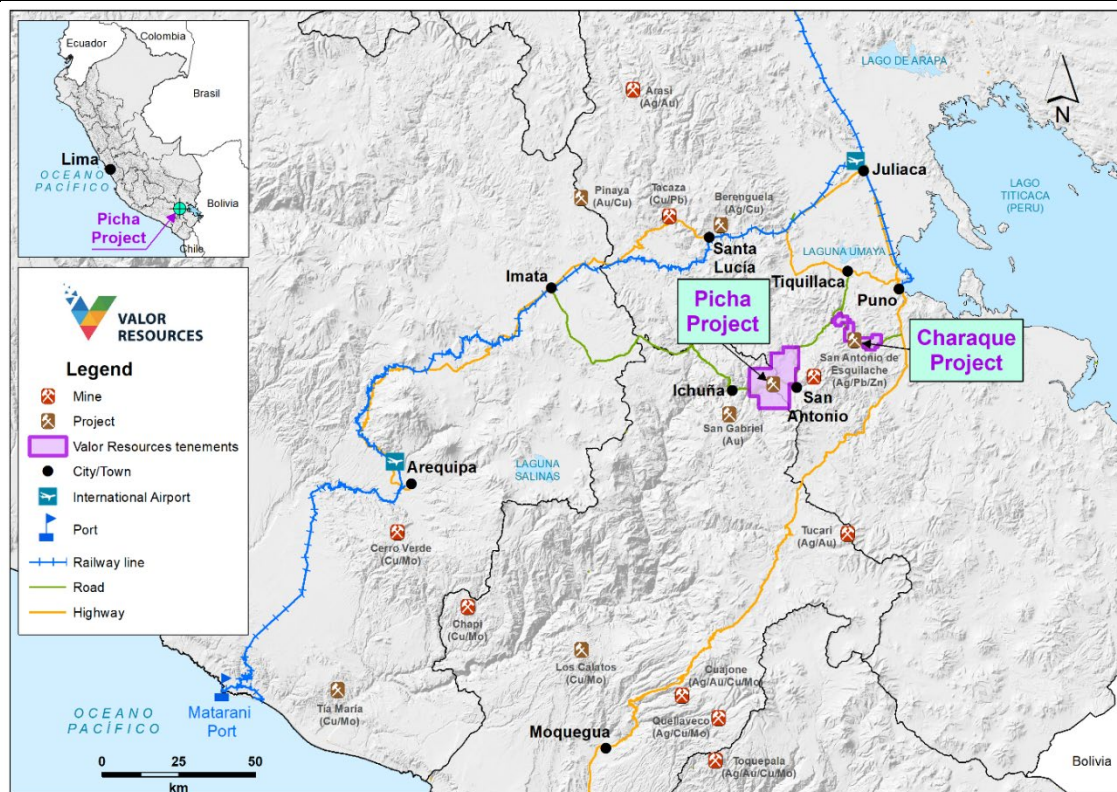 Ecuador
Colombia
Brasil
Lima
OCEANO
PACÍFICO
Bolivia
Picha
Project
Chile
VALOR
RESOURCES
Legend
Mine
Project
Valor Resources tenements
City/Town
International Airport
Port
Railway line
Road
Highway
LAGO DE ARAPA
N
Arasi
(Ag/Au)
Juliaca
LAGO
TITICACA
(PERU)
Pinaya
(Au/Cu)
Tacaza
(Cu/Pb)
Berenguela
(Ag/Cu)
Santa
Lucía
LAGUNA UMAYA
Tiquillaca
Puno
Imata
Picha
Project
Charaque
Project
San Antonio de
Esquilache
(Ag/Pb/Zn)
Ichuña
San
Antonio
San Gabriel
(Au)
Arequipa
LAGUNA
SALINAS
Cerro Verde
(Cu/Mo)
Tucari
(Ag/Au)
Chapi
(Cu/Mo)
Los Calatos
(Cu/Mo)
Cuajone
(Ag/Au/Cu/Mo)
Tia María
(Cu/Mo)
Quellaveco
(Ag/Cu/Mo)
Matarani
Port
OCEANO
PACÍFICO
Moquegua
Toquepala
(Ag/Au/Cu/Mo)
Bolivia
0 25 50
km